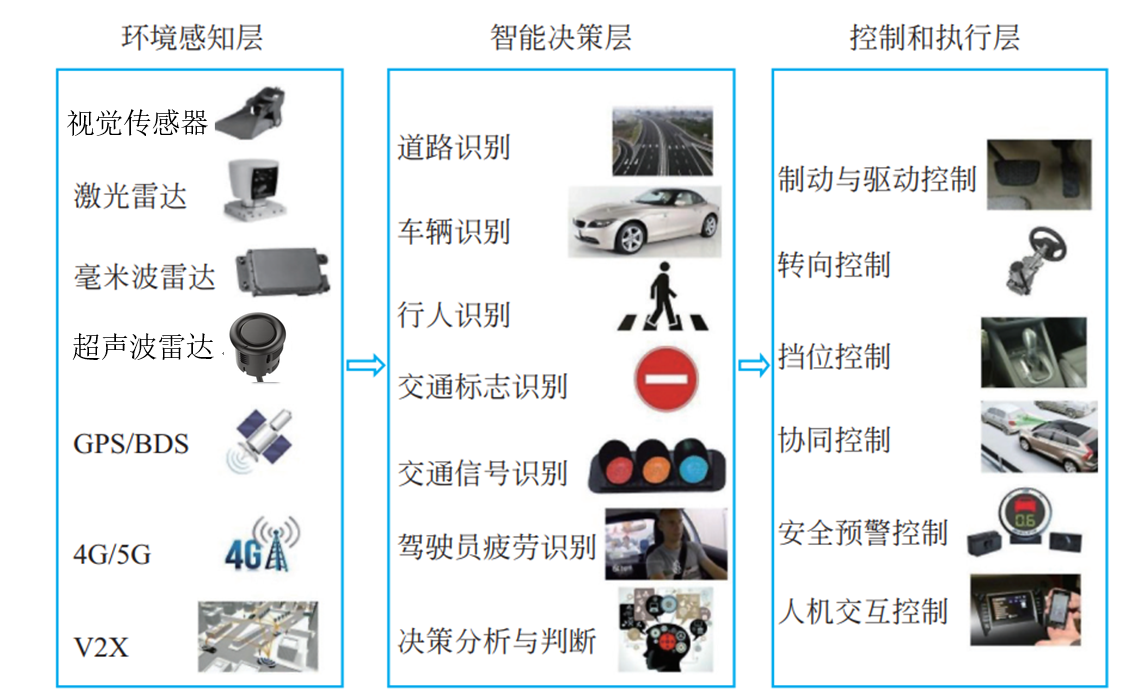 环境感知层
视觉传感器
激光雷达
毫米波雷达
超声波雷达
GPS/BDS
4G/5G
4G
V2X
智能决策层
道路识别
车辆识别
行人识别
交通标志识别
交通信号识别
驾驶员疲劳识别
决策分析与判断
控制和执行层
制动与驱动控制
转向控制
挡位控制
协同控制
安全预警控制
0.6
人机交互控制